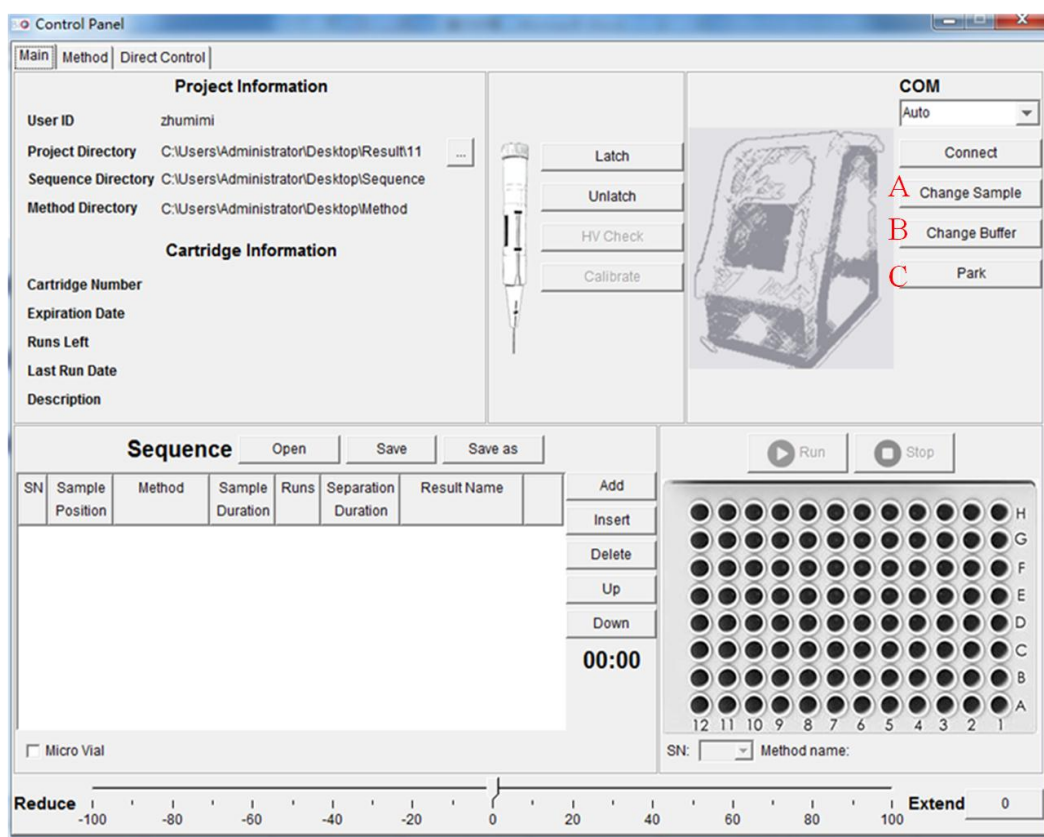 Control Panel
Main Method Direct Control
Project Information
User ID zhumimi
Project Directory C:\Users\Administrator\Desktop\Result\11 ...
Sequence Directory C:\Users\Administrator\Desktop\Sequence
Method Directory C:\Users\Administrator\Desktop\Method
Cartridge Information
Cartridge Number
Expiration Date
Runs Left
Last Run Date
Description
Latch
Unlatch
HV Check
Calibrate
COM
Auto
Connect
A Change Sample
B Change Buffer
C Park
Sequence Open Save Save as
SN Sample Position Method Sample Duration Runs Separation Duration Result Name
Add
Insert
Delete
Up
Down
00:00
Micro Vial
Run Stop
H
G
F
E
D
C
B
A
12 11 10 9 8 7 6 5 4 3 2 1
SN: Method name:
Reduce -100 -80 -60 -40 -20 0 20 40 60 80 100 Extend 0